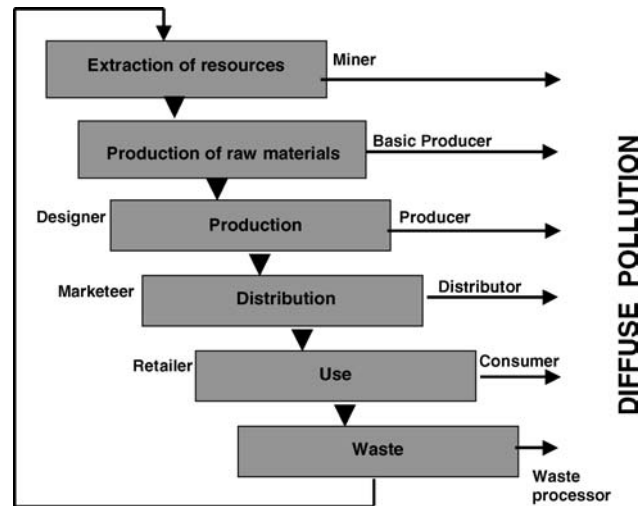 Extraction of resources
Miner
Production of raw materials
Basic Producer
Designer
Production
Producer
Marketeer
Distribution
Distributor
Retailer
Use
Consumer
Waste
Waste
processor
DIFFUSE POLLUTION